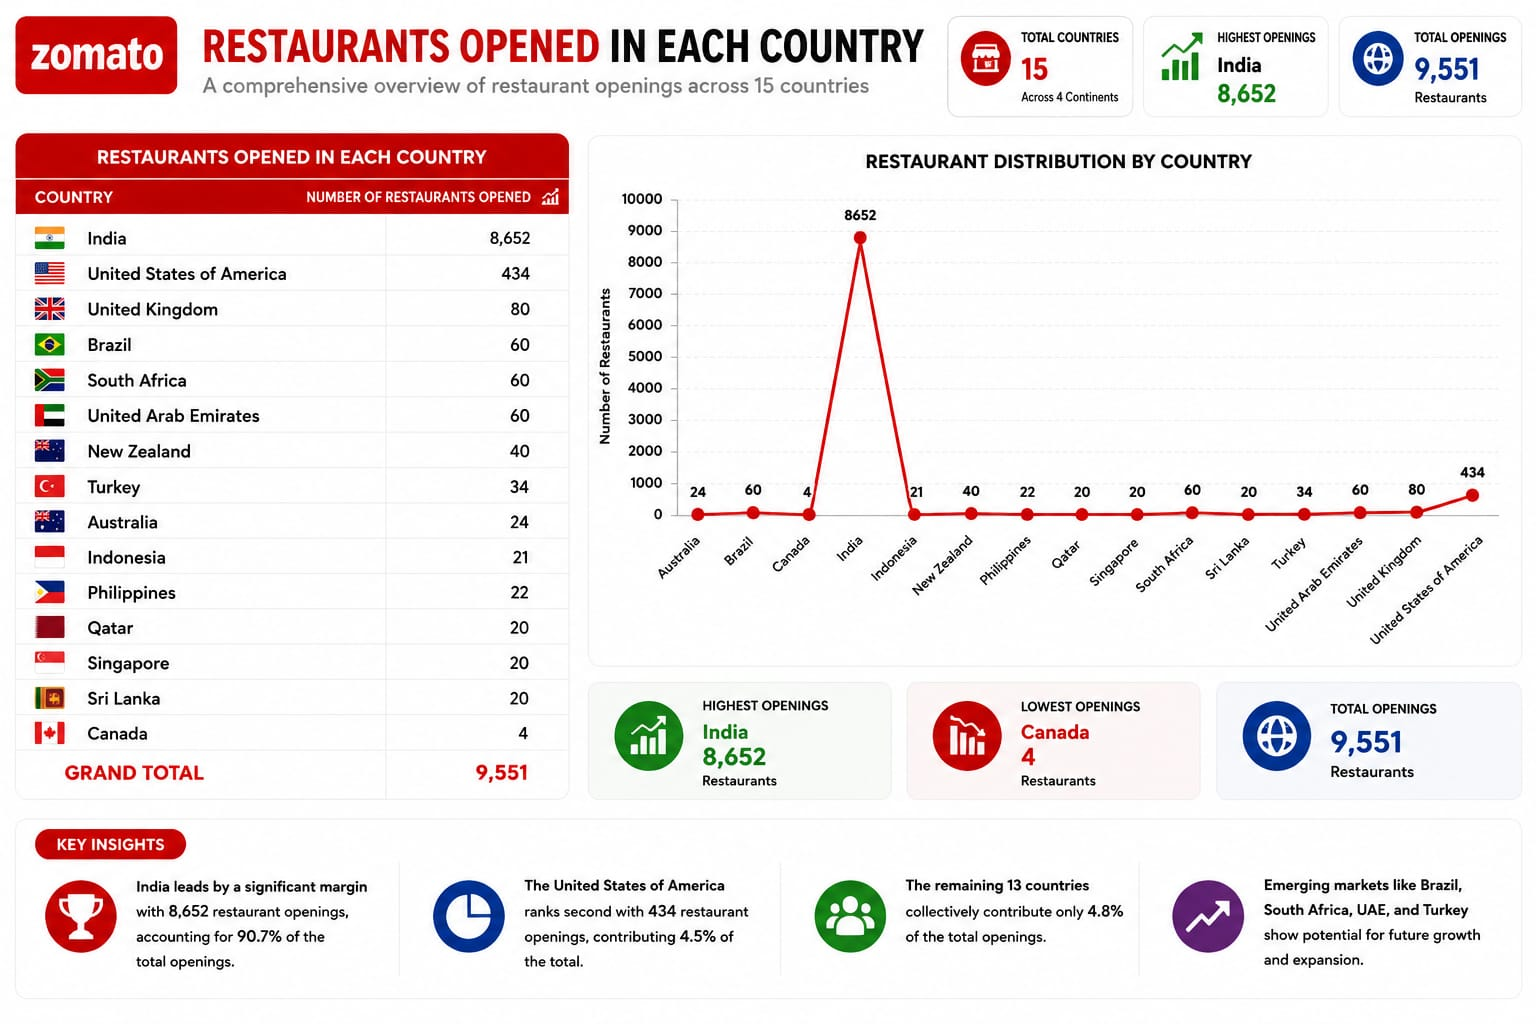 zomato
RESTAURANTS OPENED IN EACH COUNTRY
A comprehensive overview of restaurant openings across 15 countries
TOTAL COUNTRIES
15
Across 4 Continents
HIGHEST OPENINGS
India
8,652
TOTAL OPENINGS
9,551
Restaurants
RESTAURANTS OPENED IN EACH COUNTRY
COUNTRY NUMBER OF RESTAURANTS OPENED
India 8,652
United States of America 434
United Kingdom 80
Brazil 60
South Africa 60
United Arab Emirates 60
New Zealand 40
Turkey 34
Australia 24
Indonesia 21
Philippines 22
Qatar 20
Singapore 20
Sri Lanka 20
Canada 4
GRAND TOTAL 9,551
RESTAURANT DISTRIBUTION BY COUNTRY
Number of Restaurants
10000
9000
8000
7000
6000
5000
4000
3000
2000
1000
0
24 60 4 8652 21 40 22 20 20 60 20 34 60 80 434
Australia
Brazil
Canada
India
Indonesia
New Zealand
Philippines
Qatar
Singapore
South Africa
Sri Lanka
Turkey
United Arab Emirates
United Kingdom
United States of America
HIGHEST OPENINGS
India
8,652
Restaurants
LOWEST OPENINGS
Canada
4
Restaurants
TOTAL OPENINGS
9,551
Restaurants
KEY INSIGHTS
India leads by a significant margin
with 8,652 restaurant openings,
accounting for 90.7% of the
total openings.
The United States of America
ranks second with 434 restaurant
openings, contributing 4.5% of
the total.
The remaining 13 countries
collectively contribute only 4.8%
of the total openings.
Emerging markets like Brazil,
South Africa, UAE, and Turkey
show potential for future growth
and expansion.